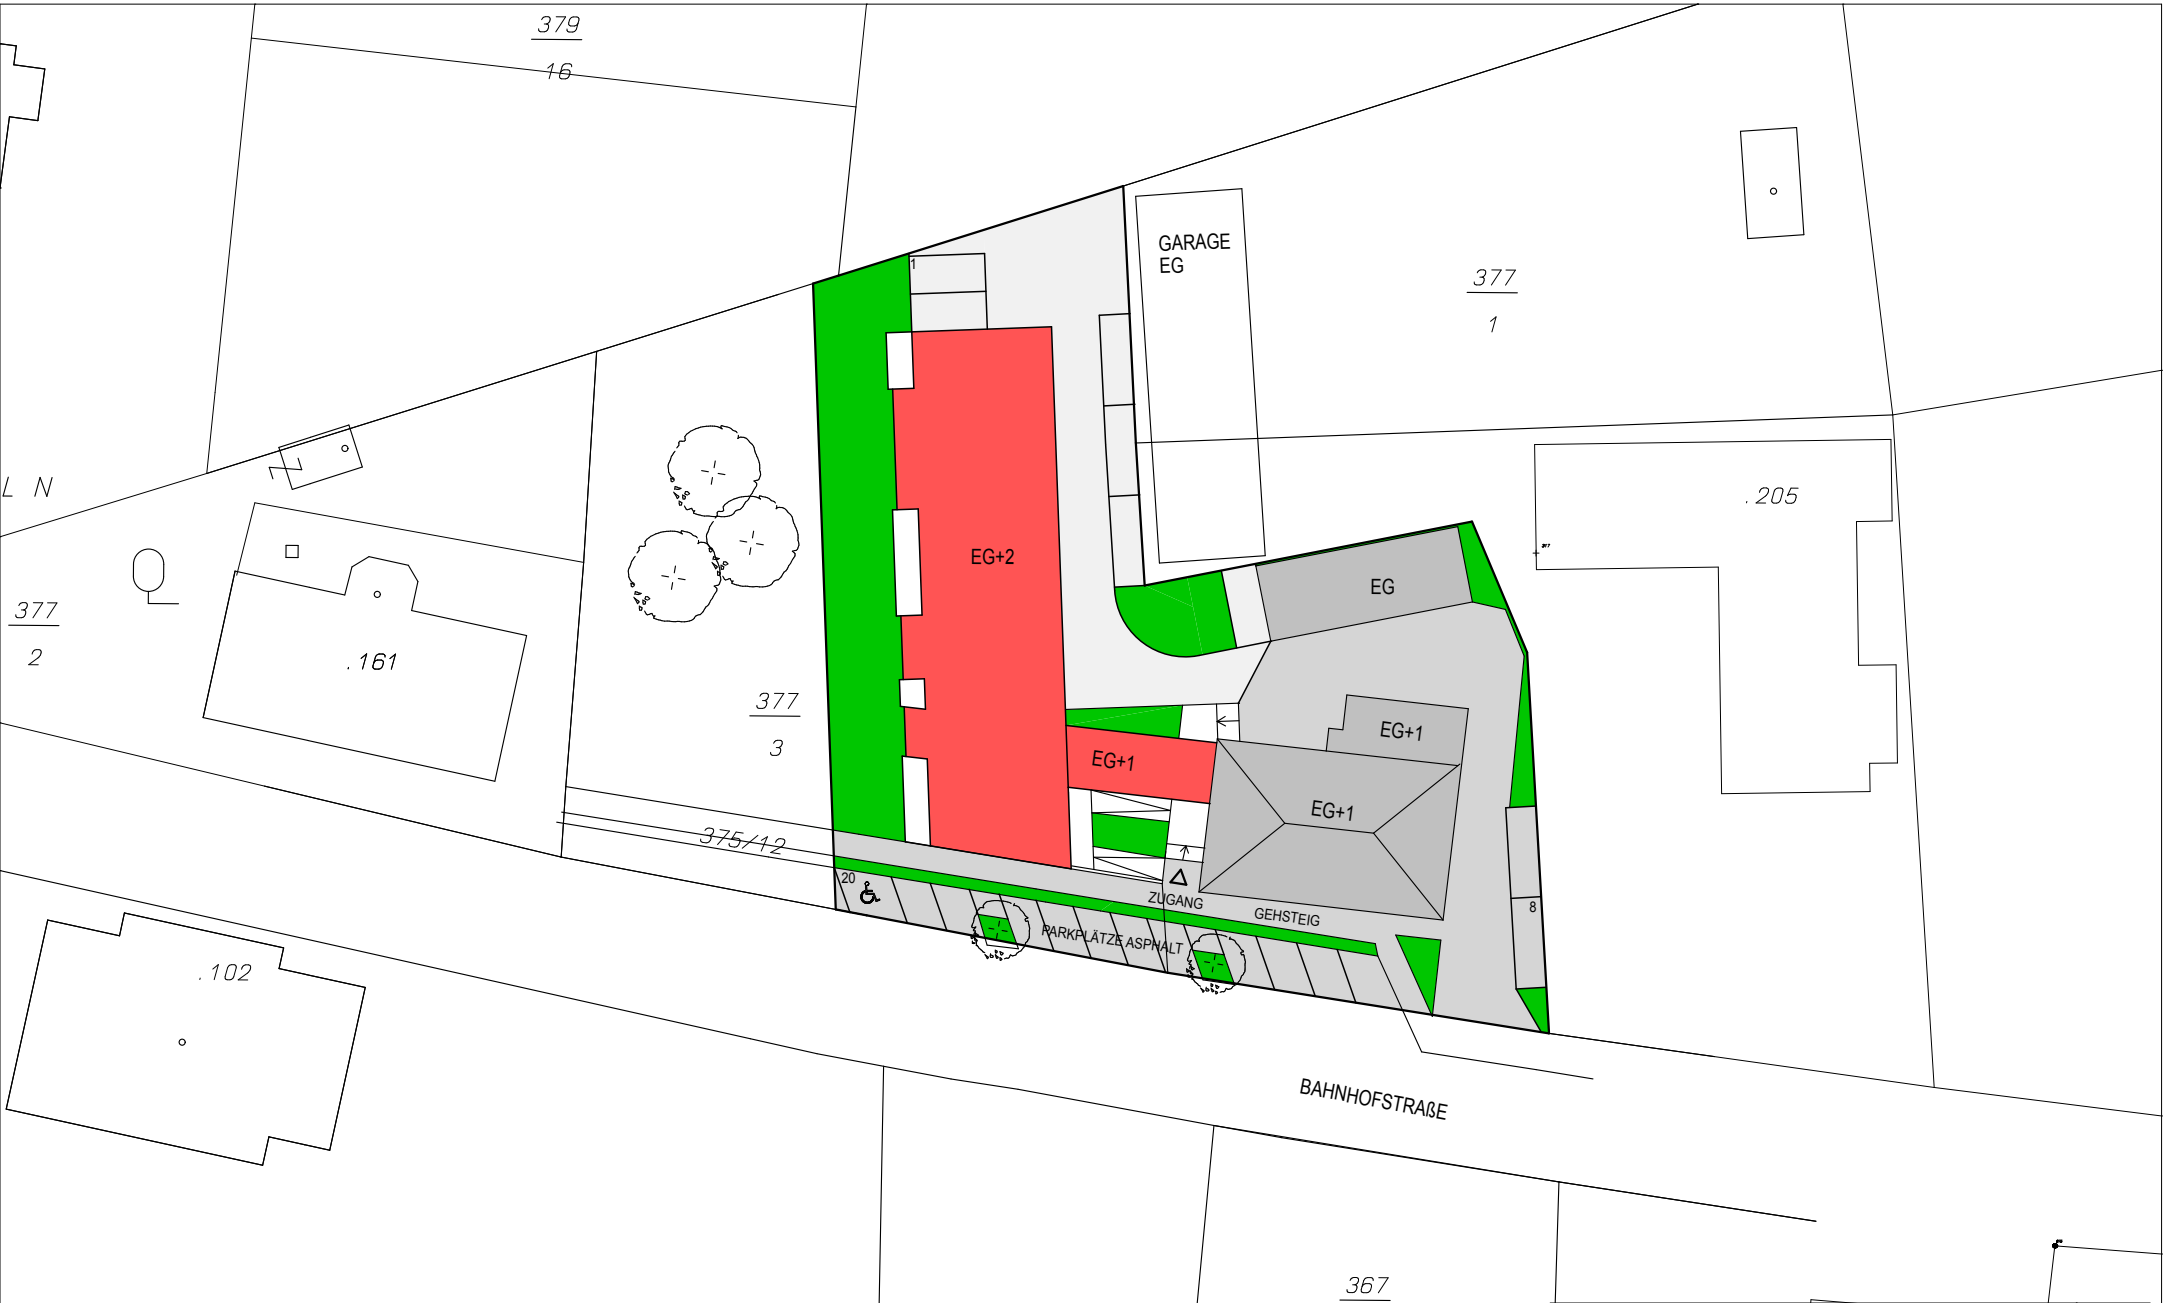 379
16
GARAGE
EG
1
377
1
L N
.205
EG+2
EG
377
2
.161
377
3
EG+1
EG+1
EG+1
375/12
20
ZUGANG
GEHSTEIG
8
PARKPLÄTZE ASPHALT
.102
BAHNHOFSTRAßE
367